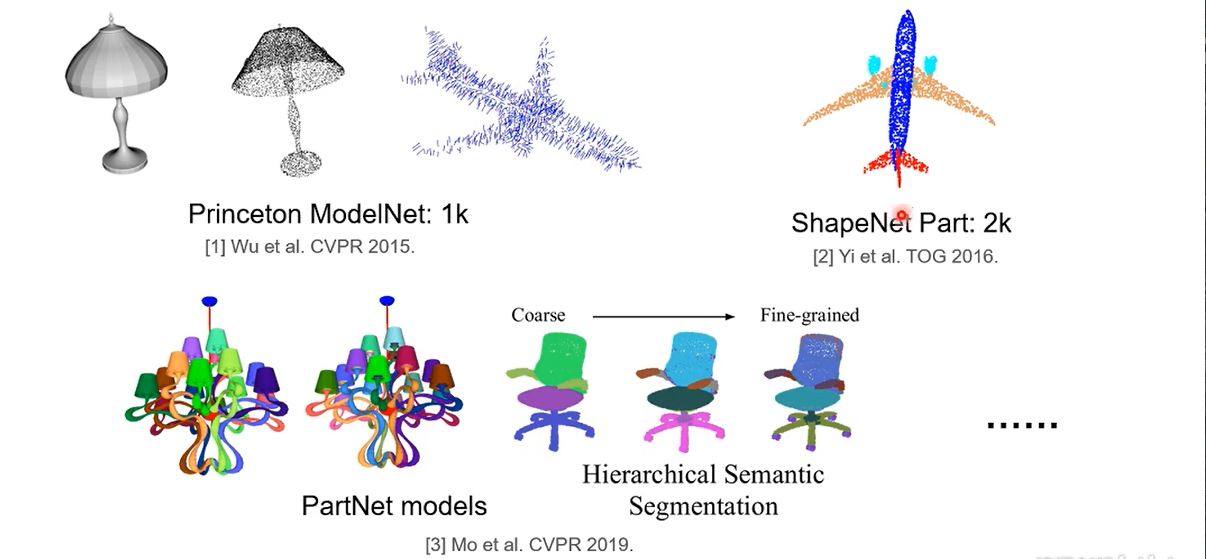 Princeton ModelNet: 1k
[1] Wu et al. CVPR 2015.
ShapeNet Part: 2k
[2] Yi et al. TOG 2016.
Coarse
Fine-grained
Hierarchical Semantic
Segmentation
......
PartNet models
[3] Mo et al. CVPR 2019.